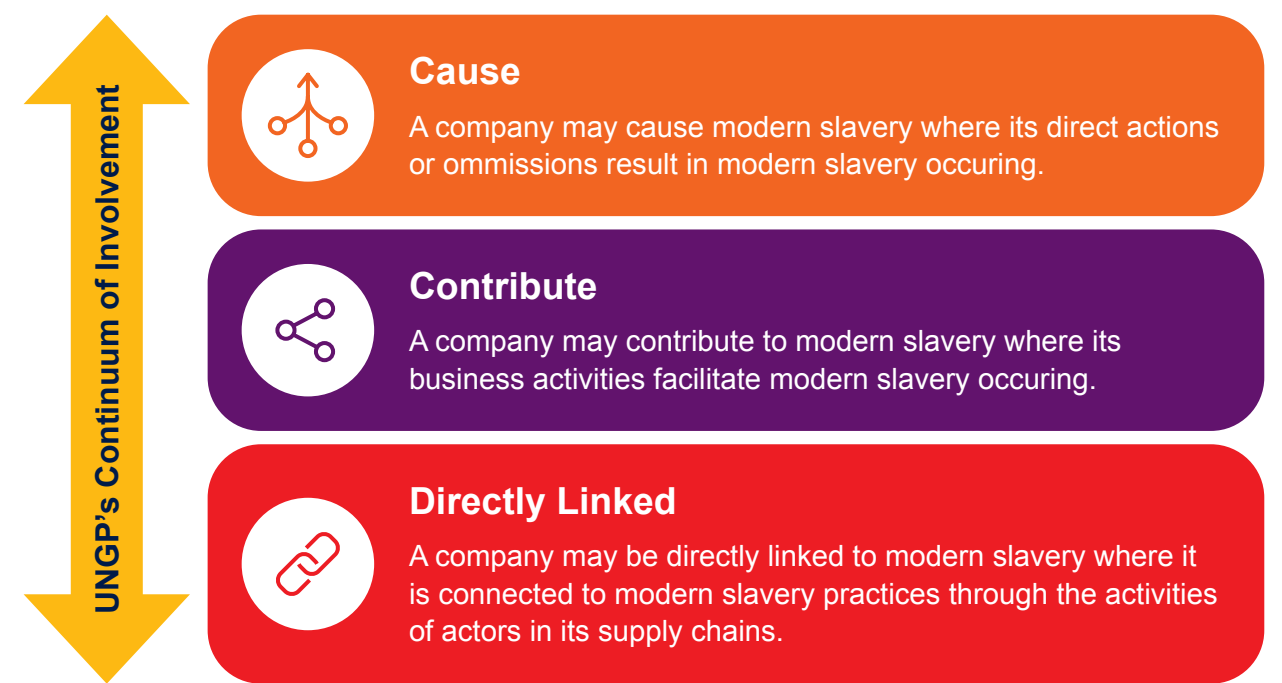 UNGP's Continuum of Involvement
Cause
A company may cause modern slavery where its direct actions
or ommissions result in modern slavery occuring.
Contribute
A company may contribute to modern slavery where its
business activities facilitate modern slavery occuring.
Directly Linked
A company may be directly linked to modern slavery where it
is connected to modern slavery practices through the activities
of actors in its supply chains.